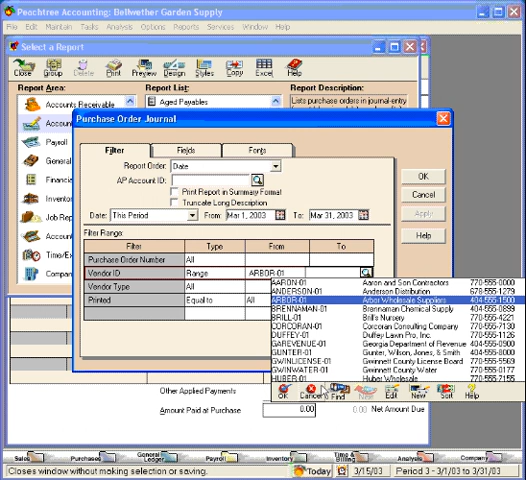 Peachtree Accounting: Bellwether Garden Supply
File Edit Maintain Tasks Analysis Options Reports Services Window Help
Select a Report
Close Group Delete Print Preview Design Styles Copy Excel Help
Report Area: Report List: Report Description:
Accounts Receivable Aged Payables Lists purchase orders in journal-entry
Accou
Payroll
General
Financia
Inventor
Job Rep
Accoun
Time/Ex
Compan
Purchase Order Journal
Filter Fields Fonts
Report Order: Date
AP Account ID:
Print Report in Summary Format
Truncate Long Description
Date: This Period From: Mar 1, 2003 To: Mar 31, 2003
OK
Cancel
Apply
Help
Filter Range:
Filter Type From To
Purchase Order Number All
Vendor ID Range ARBOR-01
Vendor Type All
Printed Equal to All
AARON-01 Aaron and Son Contractors 770-555-0000
ANDERSON-01 Anderson Distribution 678-555-1279
ARBOR-01 Arbor Wholesale Suppliers 404-555-1500
BRENNAMAN-01 Brennaman Chemical Supply 404-555-0899
BRILL-01 Brill's Nursery 770-555-4221
CORCORAN-01 Corcoran Consulting Company 770-555-7130
DUFFEY-01 Duffey Lawn Pro, Inc. 770-555-1126
GAREVENUE-01 Georgia Department of Revenue 404-555-0900
GUNTER-01 Gunter, Wilson, Jones, & Smith 404-555-8000
GWINLICENSE-01 Gwinnett County License Board 770-555-2660
GWINWATER-01 Gwinnett County Water 770-555-0177
HUBER-01 Huber Wholesale 770-555-7155
OK Cancel Find Next Edit New Sort Help
Other Applied Payments
Amount Paid at Purchase 0.00 0.00 Net Amount Due
Sales Purchases General Ledger Payroll Inventory Time & Billing Analysis Company
Closes window without making selection or saving. Today 3/15/03 Period 3 - 3/1/03 to 3/31/03